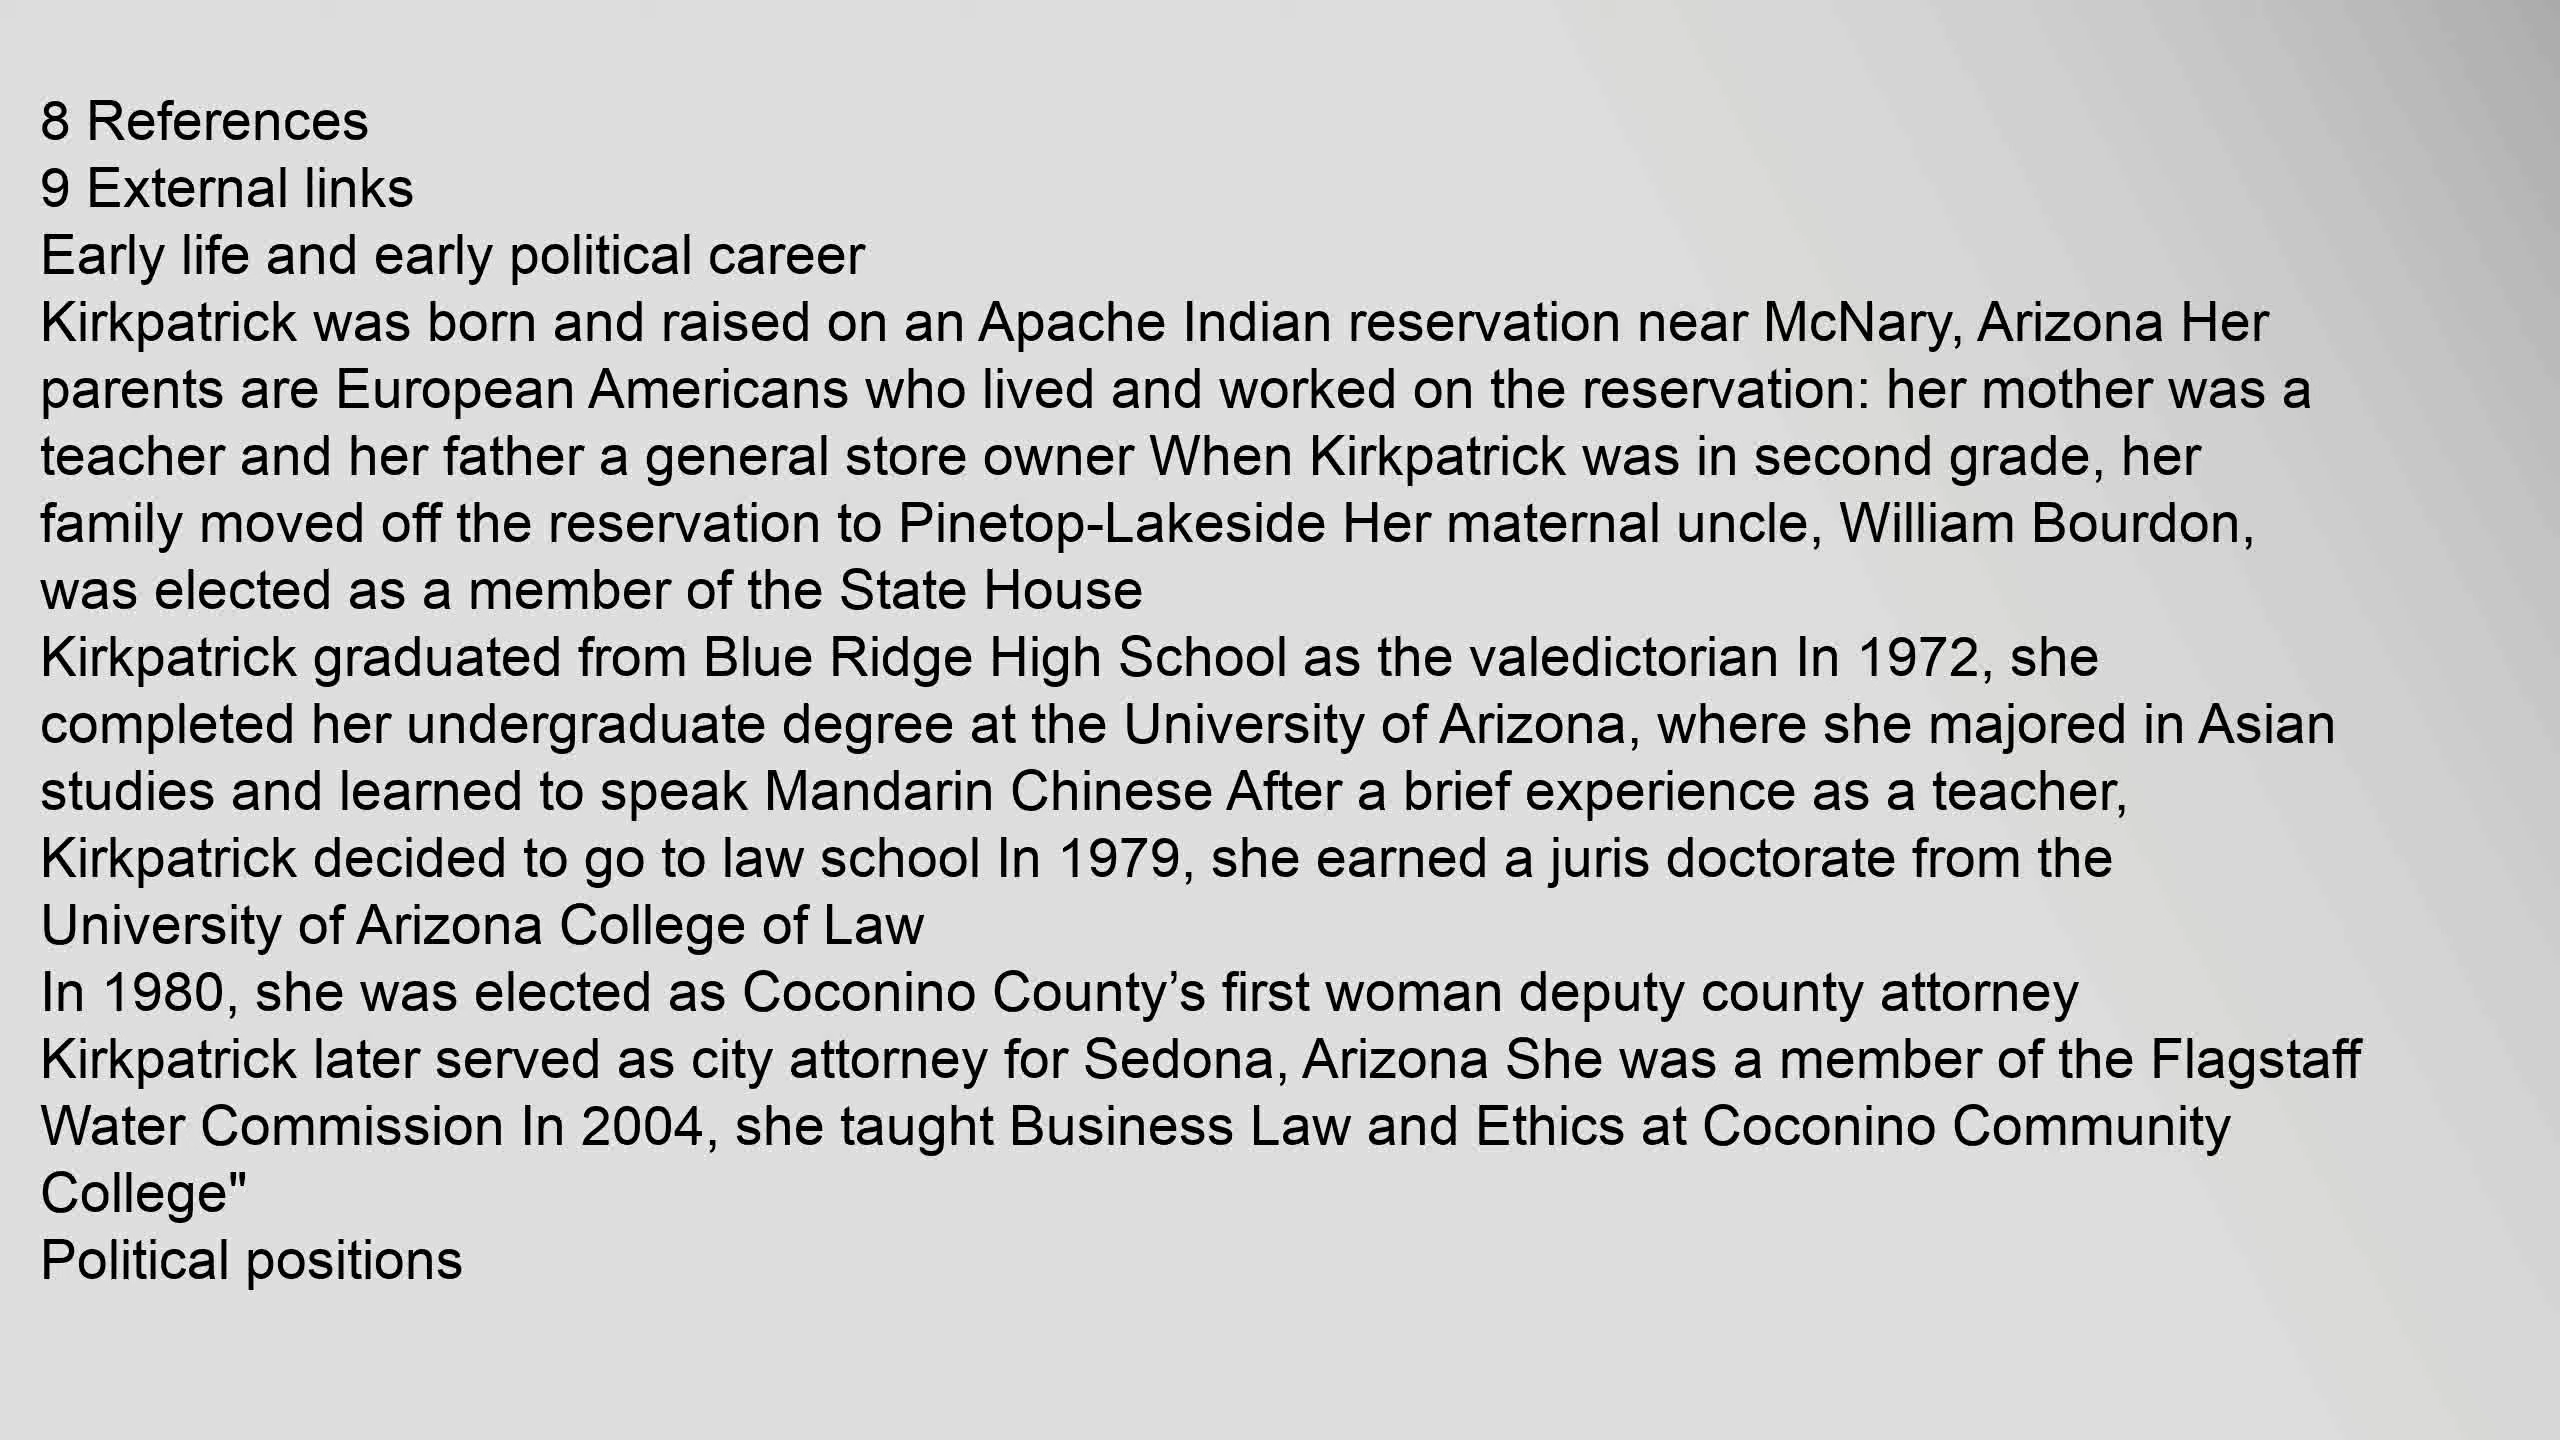 8 References
9 External links
Early life and early political career
Kirkpatrick was born and raised on an Apache Indian reservation near McNary, Arizona Her
parents are European Americans who lived and worked on the reservation: her mother was a
teacher and her father a general store owner When Kirkpatrick was in second grade, her
family moved off the reservation to Pinetop-Lakeside Her maternal uncle, William Bourdon,
was elected as a member of the State House
Kirkpatrick graduated from Blue Ridge High School as the valedictorian In 1972, she
completed her undergraduate degree at the University of Arizona, where she majored in Asian
studies and learned to speak Mandarin Chinese After a brief experience as a teacher,
Kirkpatrick decided to go to law school In 1979, she earned a juris doctorate from the
University of Arizona College of Law
In 1980, she was elected as Coconino County’s first woman deputy county attorney
Kirkpatrick later served as city attorney for Sedona, Arizona She was a member of the Flagstaff
Water Commission In 2004, she taught Business Law and Ethics at Coconino Community
College"
Political positions